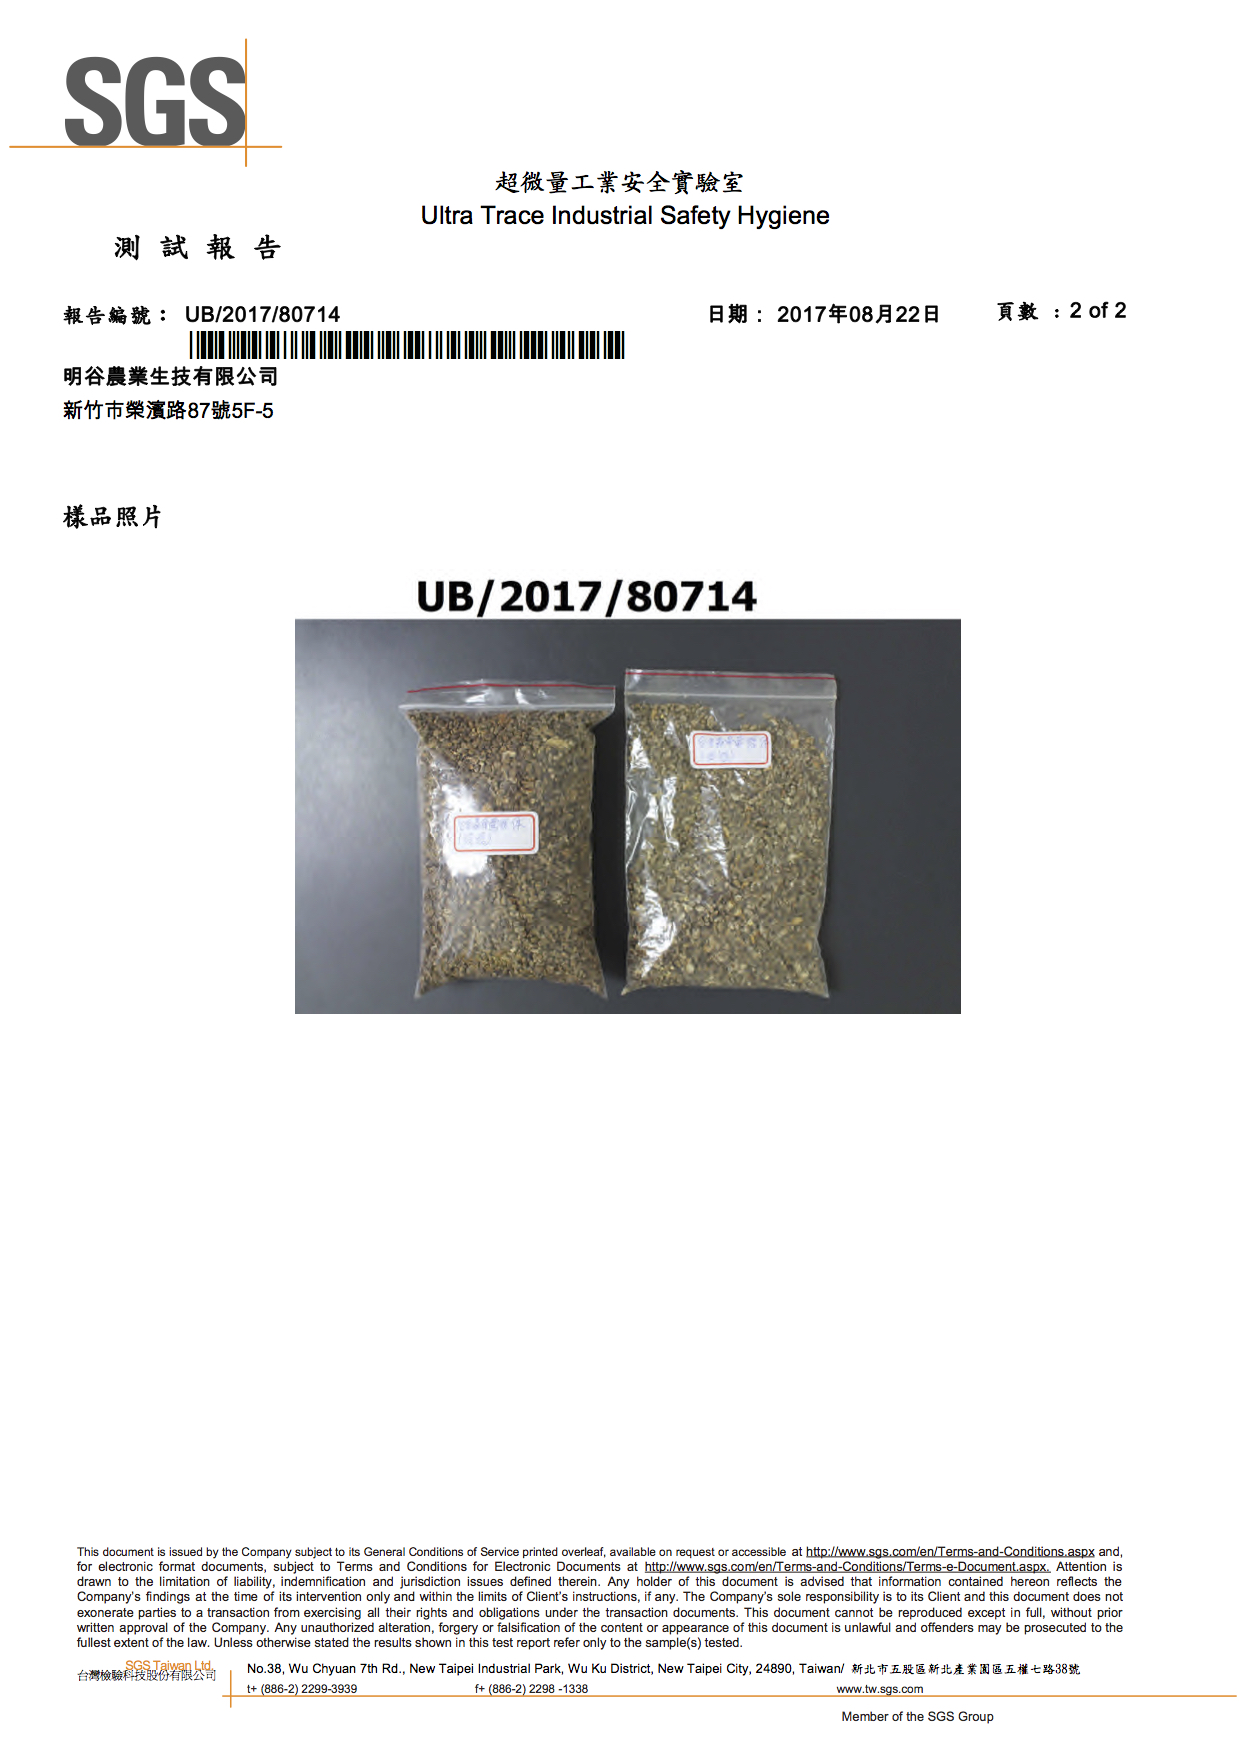 SGS
超微量工業安全實驗室
Ultra Trace Industrial Safety Hygiene
測試報告
報告編號： UB/2017/80714 日期： 2017年08月22日 頁數 ：2 of 2
明谷農業生技有限公司
新竹市榮濱路87號5F-5
樣品照片
UB/2017/80714
This document is issued by the Company subject to its General Conditions of Service printed overleaf, available on request or accessible at http://www.sgs.com/en/Terms-and-Conditions.aspx and,
for electronic format documents, subject to Terms and Conditions for Electronic Documents at http://www.sgs.com/en/Terms-and-Conditions/Terms-e-Document.aspx. Attention is
drawn to the limitation of liability, indemnification and jurisdiction issues defined therein. Any holder of this document is advised that information contained hereon reflects the
Company's findings at the time of its intervention only and within the limits of Client's instructions, if any. The Company's sole responsibility is to its Client and this document does not
exonerate parties to a transaction from exercising all their rights and obligations under the transaction documents. This document cannot be reproduced except in full, without prior
written approval of the Company. Any unauthorized alteration, forgery or falsification of the content or appearance of this document is unlawful and offenders may be prosecuted to the
fullest extent of the law. Unless otherwise stated the results shown in this test report refer only to the sample(s) tested.
SGS Taiwan Ltd.
台灣檢驗科技股份有限公司
No.38, Wu Chyuan 7th Rd., New Taipei Industrial Park, Wu Ku District, New Taipei City, 24890, Taiwan/ 新北市五股區新北產業園區五權七路38號
t+ (886-2) 2299-3939 f+ (886-2) 2298 -1338 www.tw.sgs.com
Member of the SGS Group